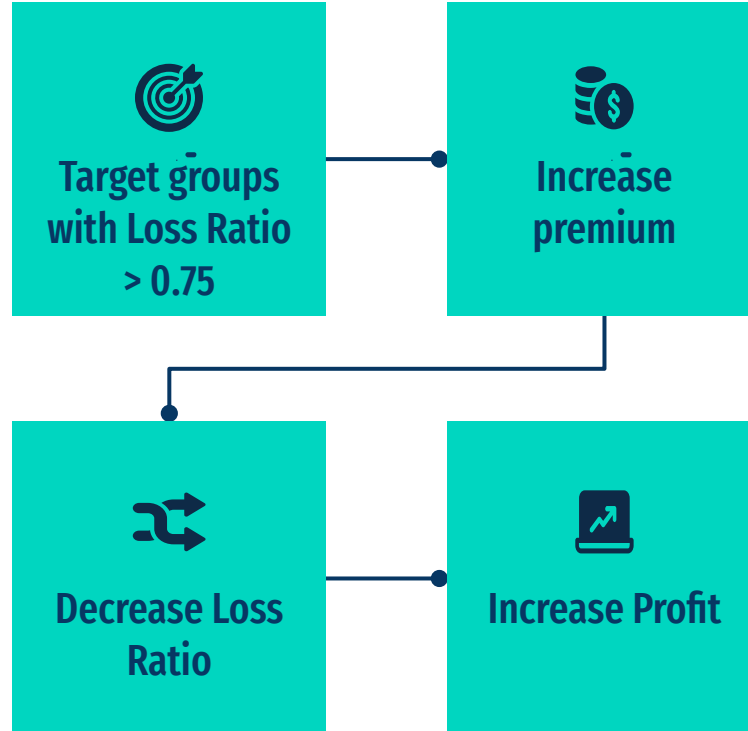 Target groups
with Loss Ratio
> 0.75
$
Increase
premium
Decrease Loss
Ratio
Increase Profit